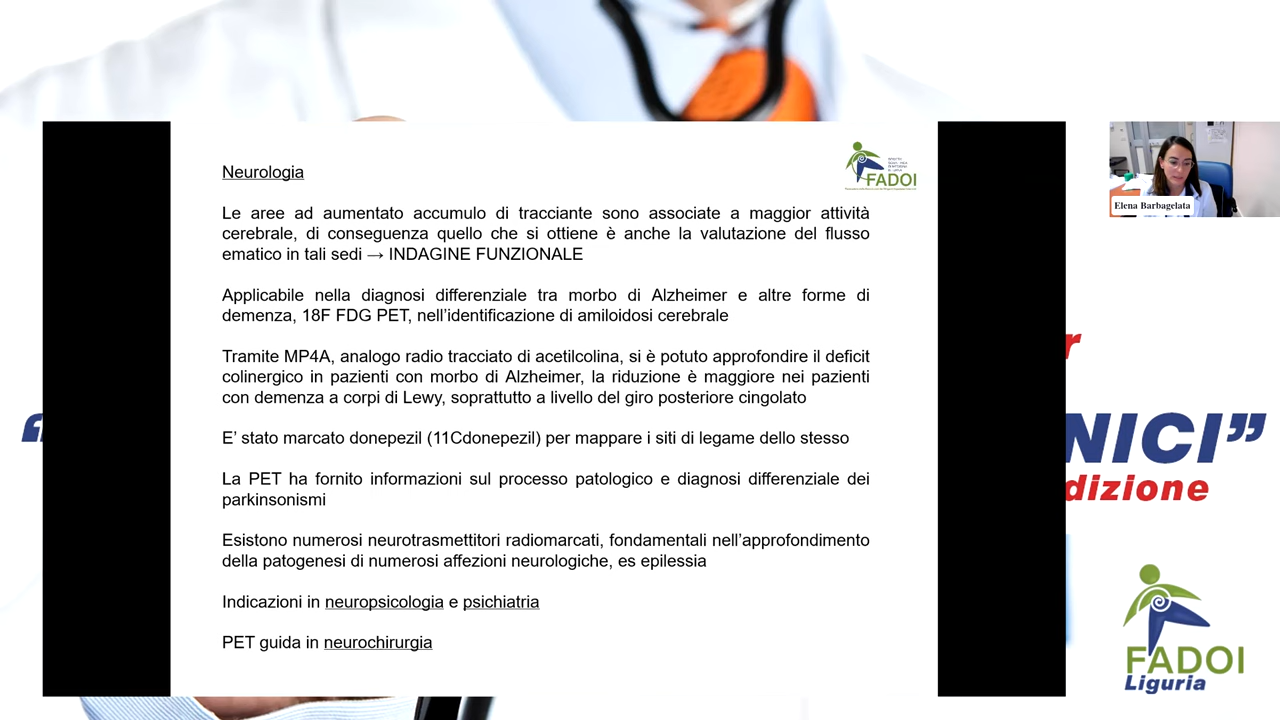 Neurologia
FADOI
Le aree ad aumentato accumulo di tracciante sono associate a maggior attività
cerebrale, di conseguenza quello che si ottiene è anche la valutazione del flusso
ematico in tali sedi → INDAGINE FUNZIONALE
Applicabile nella diagnosi differenziale tra morbo di Alzheimer e altre forme di
demenza, 18F FDG PET, nell’identificazione di amiloidosi cerebrale
Tramite MP4A, analogo radio tracciato di acetilcolina, si è potuto approfondire il deficit
colinergico in pazienti con morbo di Alzheimer, la riduzione è maggiore nei pazienti
con demenza a corpi di Lewy, soprattutto a livello del giro posteriore cingolato
E’ stato marcato donepezil (11Cdonepezil) per mappare i siti di legame dello stesso
La PET ha fornito informazioni sul processo patologico e diagnosi differenziale dei
parkinsonismi
Esistono numerosi neurotrasmettitori radiomarcati, fondamentali nell’approfondimento
della patogenesi di numerosi affezioni neurologiche, es epilessia
Indicazioni in neuropsicologia e psichiatria
PET guida in neurochirurgia
Elena Barbagelata
r
“
NICI”
dizione
FADOI
Liguria